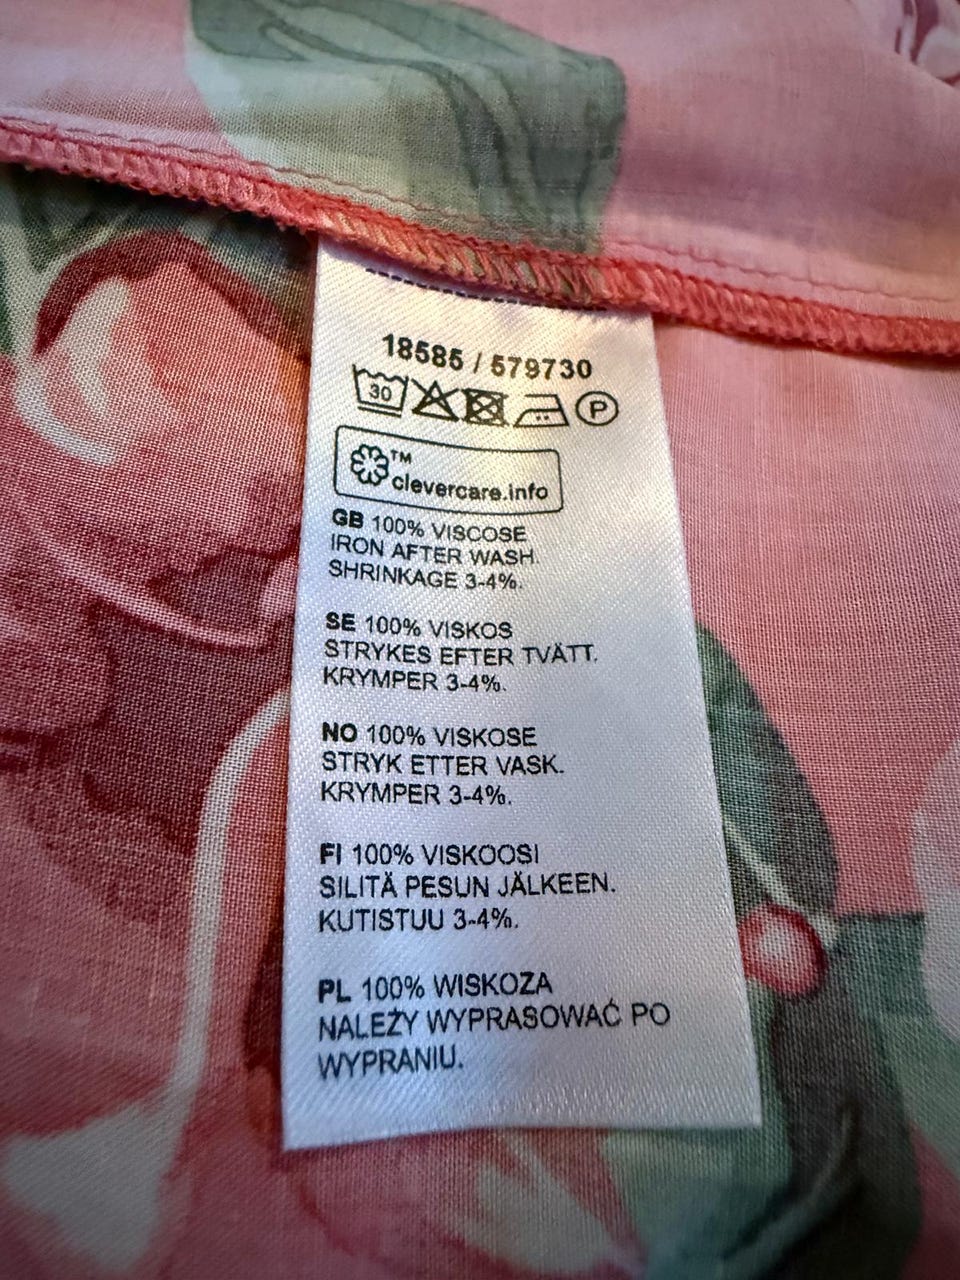 18585 / 579730
30 P
™
clevercare.info
GB 100% VISCOSE
IRON AFTER WASH.
SHRINKAGE 3-4%.
SE 100% VISKOS
STRYKES EFTER TVÄTT.
KRYMPER 3-4%.
NO 100% VISKOSE
STRYK ETTER VASK.
KRYMPER 3-4%.
FI 100% VISKOOSI
SILITÄ PESUN JÄLKEEN.
KUTISTUU 3-4%.
PL 100% WISKOZA
NALEŻY WYPRASOWAĆ PO
WYPRANIU.